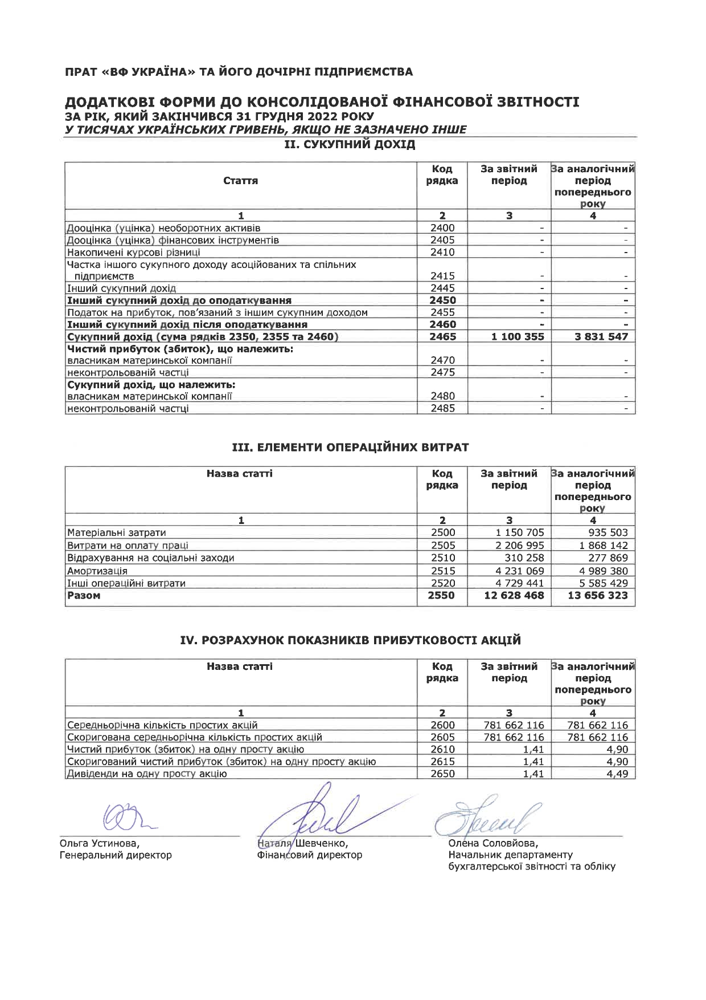 ПРАТ «ВФ УКРАЇНА» ТА ЙОГО ДОЧІРНІ ПІДПРИЄМСТВА
ДОДАТКОВІ ФОРМИ ДО КОНСОЛІДОВАНОЇ ФІНАНСОВОЇ ЗВІТНОСТІ
ЗА РІК, ЯКИЙ ЗАКІНЧИВСЯ 31 ГРУДНЯ 2022 РОКУ
У ТИСЯЧАХ УКРАЇНСЬКИХ ГРИВЕНЬ, ЯКЩО НЕ ЗАЗНАЧЕНО ІНШЕ
II. СУКУПНИЙ ДОХІД
Стаття Код рядка За звітний період За аналогічний період попереднього року
1 2 3 4
Дооцінка (уцінка) необоротних активів 2400 - -
Дооцінка (уцінка) фінансових інструментів 2405 - -
Накопичені курсові різниці 2410 - -
Частка іншого сукупного доходу асоційованих та спільних
підприємств 2415 - -
Інший сукупний дохід 2445 - -
Інший сукупний дохід до оподаткування 2450 - -
Податок на прибуток, пов’язаний з іншим сукупним доходом 2455 - -
Інший сукупний дохід після оподаткування 2460 - -
Сукупний дохід (сума рядків 2350, 2355 та 2460) 2465 1 100 355 3 831 547
Чистий прибуток (збиток), що належить:
власникам материнської компанії 2470 - -
неконтрольованій частці 2475 - -
Сукупний дохід, що належить:
власникам материнської компанії 2480 - -
неконтрольованій частці 2485 - -
III. ЕЛЕМЕНТИ ОПЕРАЦІЙНИХ ВИТРАТ
Назва статті Код рядка За звітний період За аналогічний період попереднього року
1 2 3 4
Матеріальні затрати 2500 1 150 705 935 503
Витрати на оплату праці 2505 2 206 995 1 868 142
Відрахування на соціальні заходи 2510 310 258 277 869
Амортизація 2515 4 231 069 4 989 380
Інші операційні витрати 2520 4 729 441 5 585 429
Разом 2550 12 628 468 13 656 323
IV. РОЗРАХУНОК ПОКАЗНИКІВ ПРИБУТКОВОСТІ АКЦІЙ
Назва статті Код рядка За звітний період За аналогічний період попереднього року
1 2 3 4
Середньорічна кількість простих акцій 2600 781 662 116 781 662 116
Скоригована середньорічна кількість простих акцій 2605 781 662 116 781 662 116
Чистий прибуток (збиток) на одну просту акцію 2610 1,41 4,90
Скоригований чистий прибуток (збиток) на одну просту акцію 2615 1,41 4,90
Дивіденди на одну просту акцію 2650 1,41 4,49
Ольга Устинова, Наталя Шевченко, Олена Соловйова,
Генеральний директор Фінансовий директор Начальник департаменту
бухгалтерської звітності та обліку